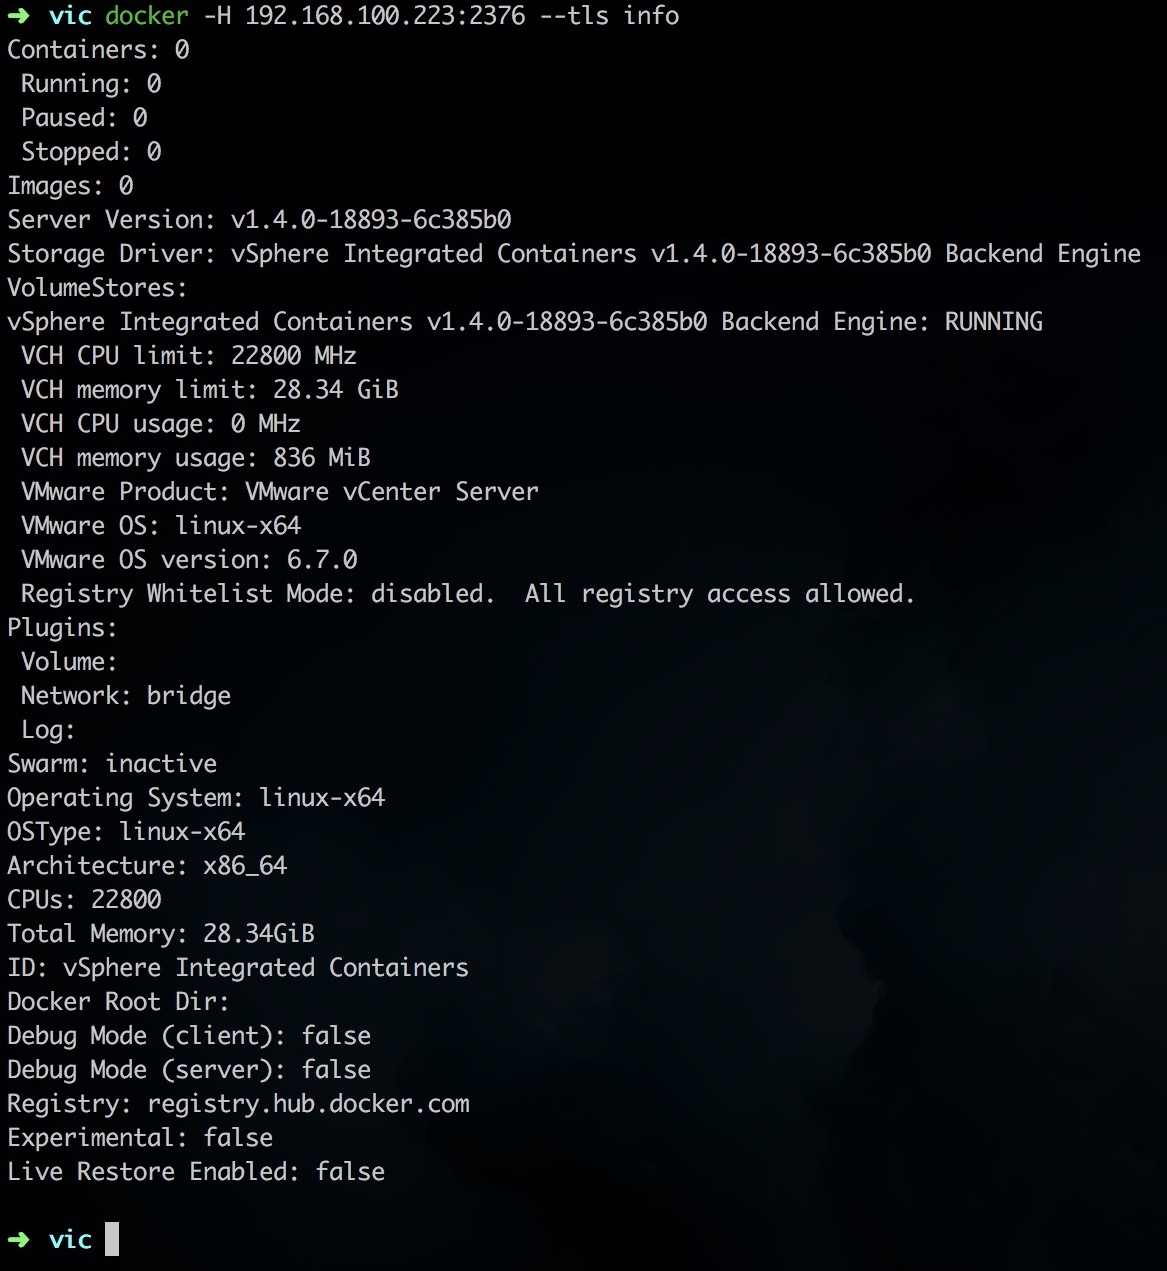 ➜ vic docker -H 192.168.100.223:2376 --tls info
Containers: 0
 Running: 0
 Paused: 0
 Stopped: 0
Images: 0
Server Version: v1.4.0-18893-6c385b0
Storage Driver: vSphere Integrated Containers v1.4.0-18893-6c385b0 Backend Engine
VolumeStores:
vSphere Integrated Containers v1.4.0-18893-6c385b0 Backend Engine: RUNNING
 VCH CPU limit: 22800 MHz
 VCH memory limit: 28.34 GiB
 VCH CPU usage: 0 MHz
 VCH memory usage: 836 MiB
 VMware Product: VMware vCenter Server
 VMware OS: linux-x64
 VMware OS version: 6.7.0
 Registry Whitelist Mode: disabled.  All registry access allowed.
Plugins:
 Volume:
 Network: bridge
 Log:
Swarm: inactive
Operating System: linux-x64
OSType: linux-x64
Architecture: x86_64
CPUs: 22800
Total Memory: 28.34GiB
ID: vSphere Integrated Containers
Docker Root Dir:
Debug Mode (client): false
Debug Mode (server): false
Registry: registry.hub.docker.com
Experimental: false
Live Restore Enabled: false
➜ vic